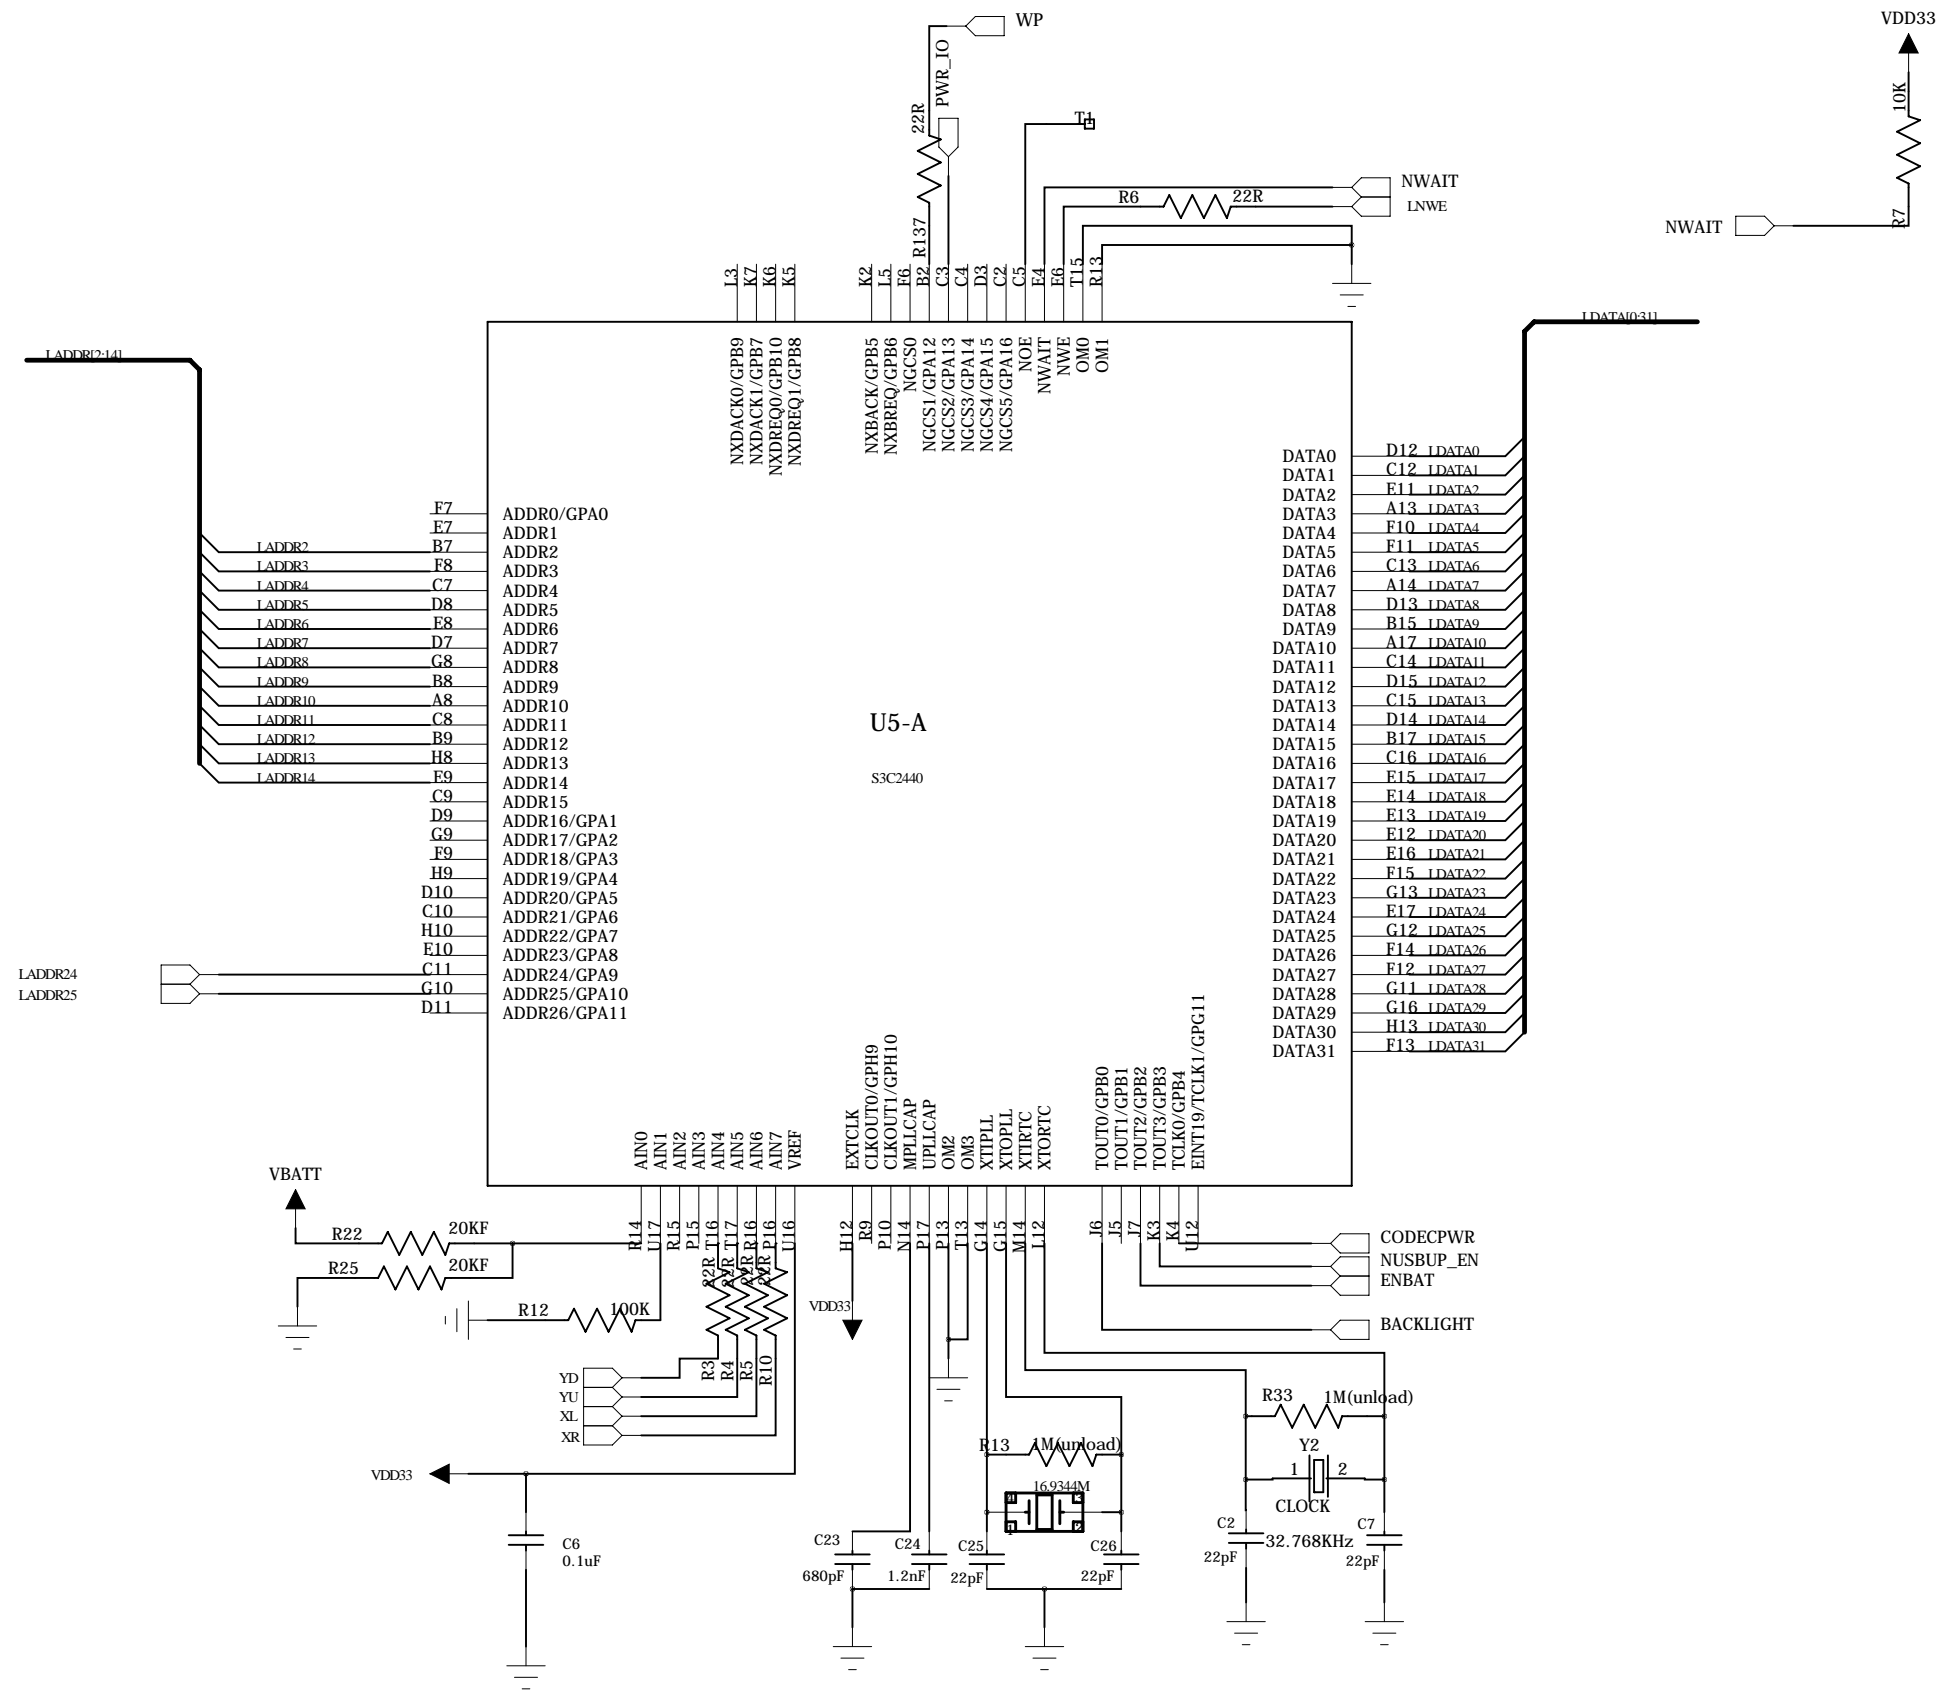 WP
VDD33
PWR_IO
22R
10K
T1
NWAIT
R6 22R
LNWE
R137
NWAIT
R7
L3
K7
K6
K5
K2
L5
F6
B2
C3
C4
D3
C2
C5
E4
E6
T15
R13
LADDR[2:14]
LDATA[0:31]
NXDACK0/GPB9
NXDACK1/GPB7
NXDREQ0/GPB10
NXDREQ1/GPB8
NXBACK/GPB5
NXBREQ/GPB6
NGCS0
NGCS1/GPA12
NGCS2/GPA13
NGCS3/GPA14
NGCS4/GPA15
NGCS5/GPA16
NOE
NWAIT
NWE
OM0
OM1
F7 ADDR0/GPA0
E7 ADDR1
LADDR2 B7 ADDR2
LADDR3 F8 ADDR3
LADDR4 C7 ADDR4
LADDR5 D8 ADDR5
LADDR6 E8 ADDR6
LADDR7 D7 ADDR7
LADDR8 G8 ADDR8
LADDR9 B8 ADDR9
LADDR10 A8 ADDR10
LADDR11 C8 ADDR11
LADDR12 B9 ADDR12
LADDR13 H8 ADDR13
LADDR14 E9 ADDR14
C9 ADDR15
D9 ADDR16/GPA1
G9 ADDR17/GPA2
F9 ADDR18/GPA3
H9 ADDR19/GPA4
D10 ADDR20/GPA5
C10 ADDR21/GPA6
H10 ADDR22/GPA7
E10 ADDR23/GPA8
LADDR24 C11 ADDR24/GPA9
LADDR25 G10 ADDR25/GPA10
D11 ADDR26/GPA11
U5-A
S3C2440
DATA0 D12 LDATA0
DATA1 C12 LDATA1
DATA2 E11 LDATA2
DATA3 A13 LDATA3
DATA4 F10 LDATA4
DATA5 F11 LDATA5
DATA6 C13 LDATA6
DATA7 A14 LDATA7
DATA8 D13 LDATA8
DATA9 B15 LDATA9
DATA10 A17 LDATA10
DATA11 C14 LDATA11
DATA12 D15 LDATA12
DATA13 C15 LDATA13
DATA14 D14 LDATA14
DATA15 B17 LDATA15
DATA16 C16 LDATA16
DATA17 E15 LDATA17
DATA18 E14 LDATA18
DATA19 E13 LDATA19
DATA20 E12 LDATA20
DATA21 E16 LDATA21
DATA22 F15 LDATA22
DATA23 G13 LDATA23
DATA24 E17 LDATA24
DATA25 G12 LDATA25
DATA26 F14 LDATA26
DATA27 F12 LDATA27
DATA28 G11 LDATA28
DATA29 G16 LDATA29
DATA30 H13 LDATA30
DATA31 F13 LDATA31
AIN0
AIN1
AIN2
AIN3
AIN4
AIN5
AIN6
AIN7
VREF
EXTCLK
CLKOUT0/GPH9
CLKOUT1/GPH10
MPLLCAP
UPLLCAP
OM2
OM3
XTIPLL
XTOPLL
XTIRTC
XTORTC
TOUT0/GPB0
TOUT1/GPB1
TOUT2/GPB2
TOUT3/GPB3
TCLK0/GPB4
EINT19/TCLK1/GPG11
R14
U17
R15
P15
T16
T17
R16
P16
U16
H12
R9
P10
N14
P17
P13
T13
G14
G15
M14
L12
J6
J5
J7
K3
K4
U12
VBATT
R22 20KF
R25 20KF
R12 100K
22R
22R
22R
22R
R3
R4
R5
R10
YD
YU
XL
XR
VDD33
VDD33
CODECPWR
NUSBUP_EN
ENBAT
BACKLIGHT
R33 1M(unload)
Y2
1 2
CLOCK
32.768KHz
R13 1M(unload)
16.9344M
4 3
1 2
C6
0.1uF
C23
680pF
C24
1.2nF
C25
22pF
C26
22pF
C2
22pF
C7
22pF